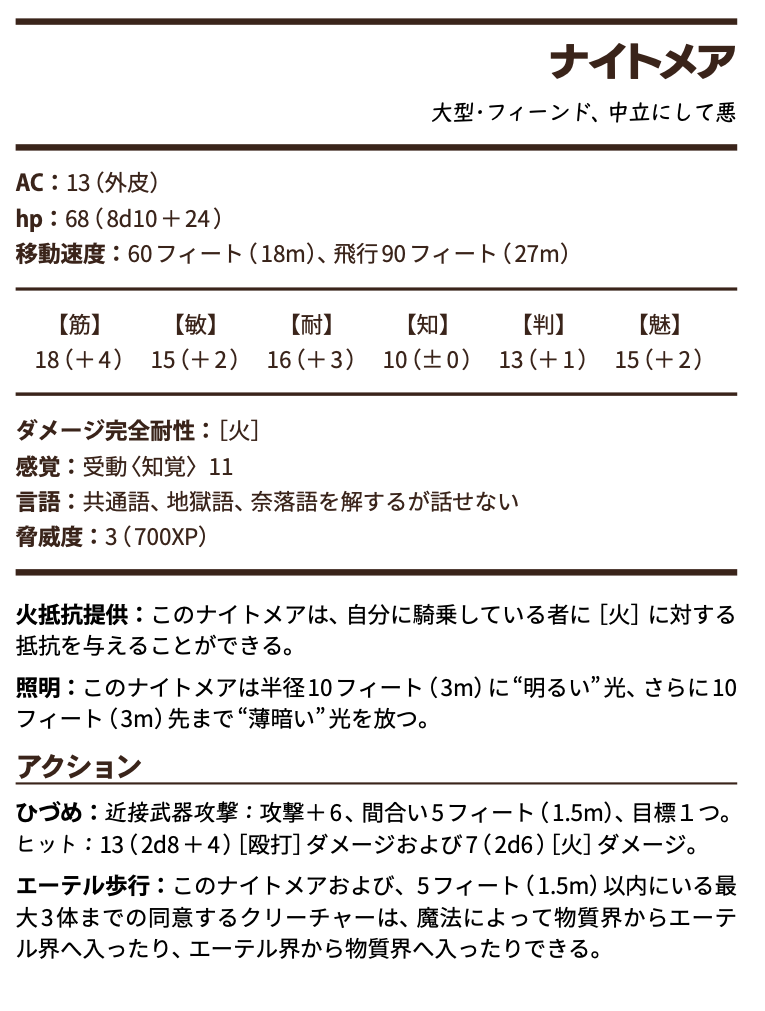 ナイトメア
大型・フィーンド、中立にして悪
AC：13（外皮）
hp：68（8d10＋24）
移動速度：60フィート（18m）、飛行90フィート（27m）
【筋】 【敏】 【耐】 【知】 【判】 【魅】
18（＋4） 15（＋2） 16（＋3） 10（±0） 13（＋1） 15（＋2）
ダメージ完全耐性：［火］
感覚：受動〈知覚〉11
言語：共通語、地獄語、奈落語を解するが話せない
脅威度：3（700XP）
火抵抗提供：このナイトメアは、自分に騎乗している者に［火］に対する
抵抗を与えることができる。
照明：このナイトメアは半径10フィート（3m）に“明るい”光、さらに10
フィート（3m）先まで“薄暗い”光を放つ。
アクション
ひづめ：近接武器攻撃：攻撃＋6、間合い5フィート（1.5m）、目標１つ。
ヒット：13（2d8＋4）［殴打］ダメージおよび7（2d6）［火］ダメージ。
エーテル歩行：このナイトメアおよび、5フィート（1.5m）以内にいる最
大3体までの同意するクリーチャーは、魔法によって物質界からエーテ
ル界へ入ったり、エーテル界から物質界へ入ったりできる。